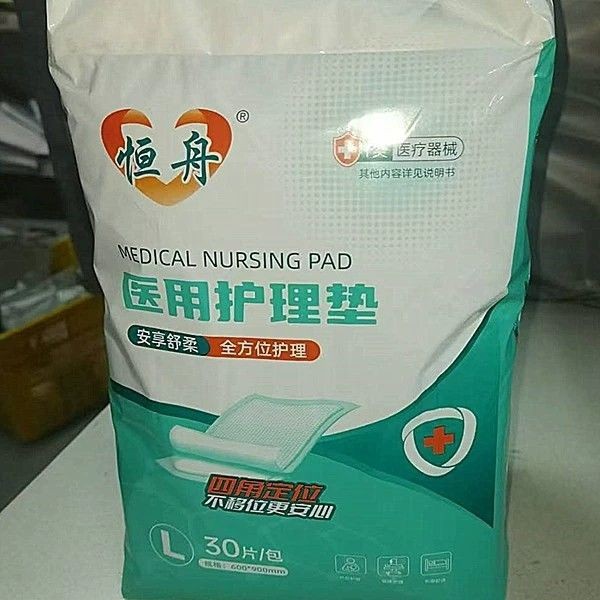 恒舟®
医疗器械
其他内容详见说明书
MEDICAL NURSING PAD
医用护理垫
安享舒柔 全方位护理
四角定位
不移位更安心
L 30片/包
规格：600*900mm